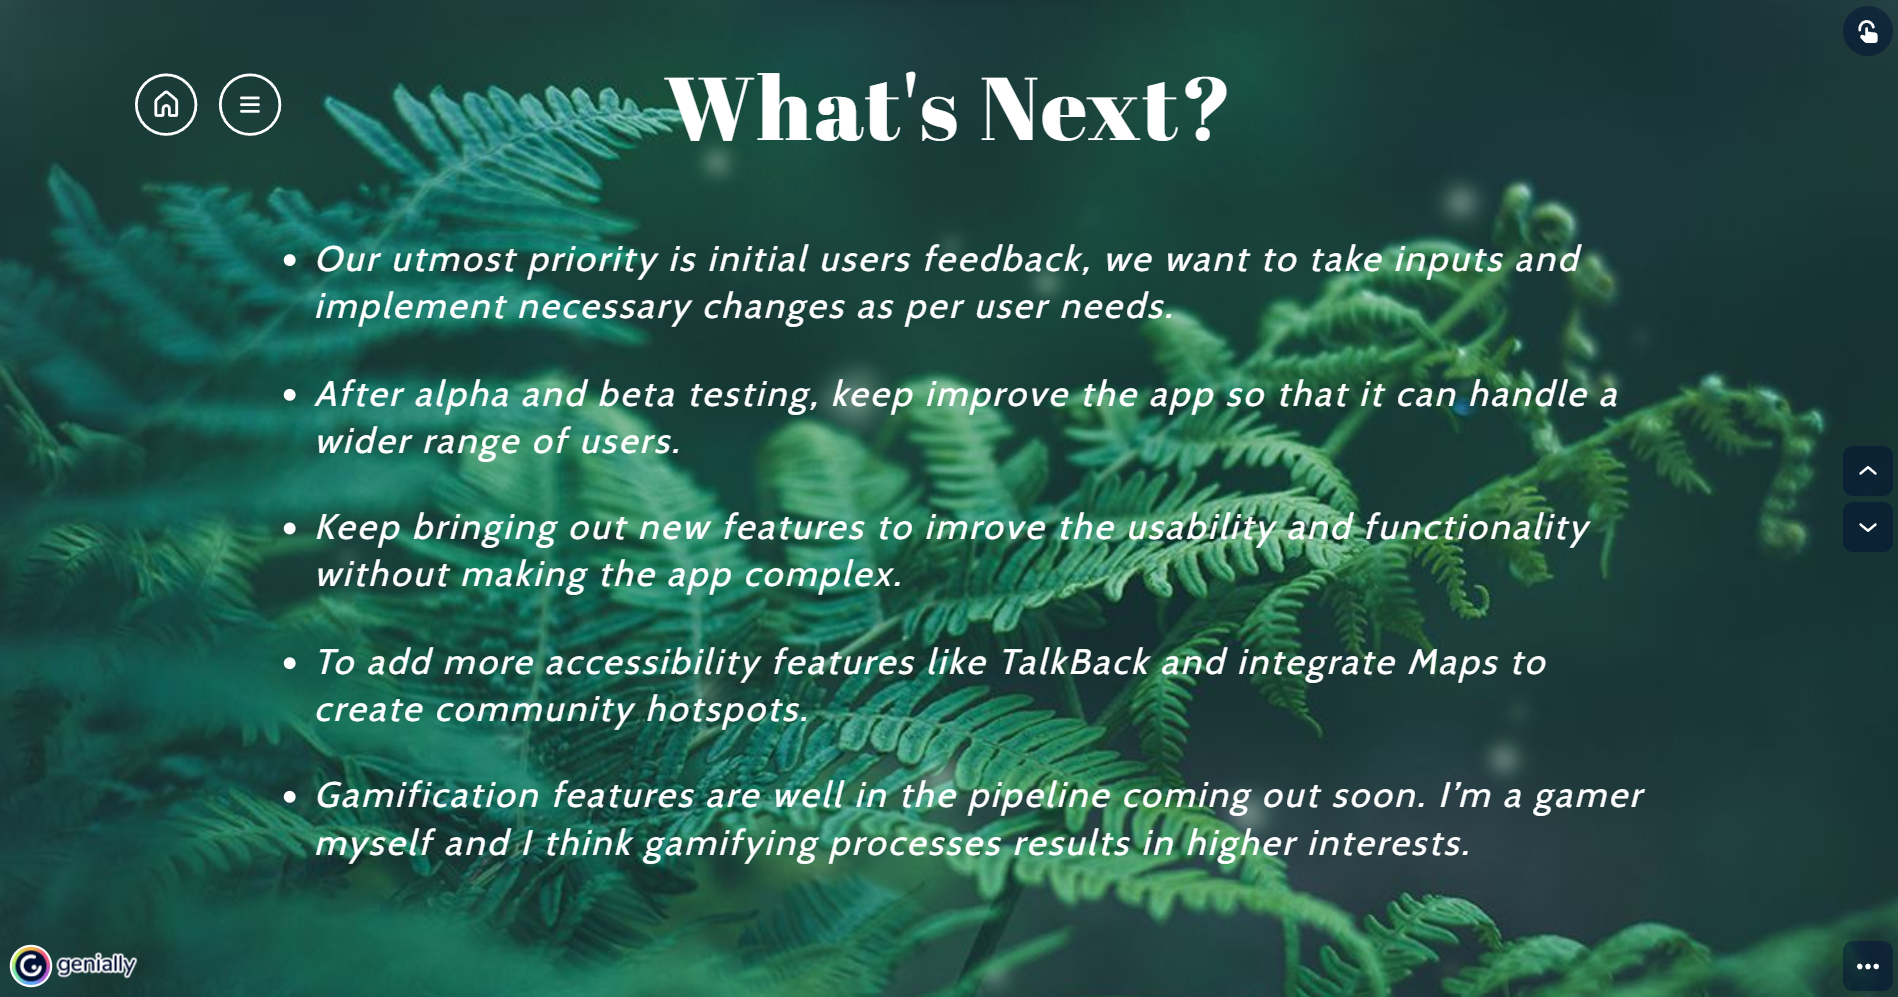 What's Next?
• Our utmost priority is initial users feedback, we want to take inputs and
implement necessary changes as per user needs.
• After alpha and beta testing, keep improve the app so that it can handle a
wider range of users.
• Keep bringing out new features to imrove the usability and functionality
without making the app complex.
• To add more accessibility features like TalkBack and integrate Maps to
create community hotspots.
• Gamification features are well in the pipeline coming out soon. I’m a gamer
myself and I think gamifying processes results in higher interests.
genially